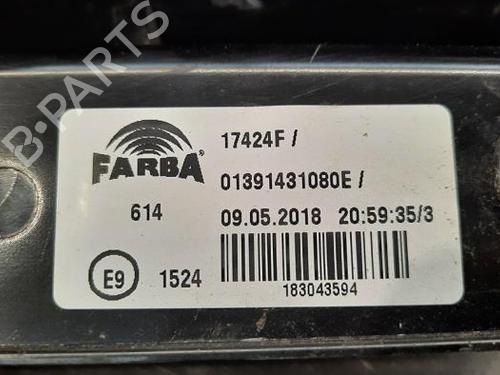 B-PARTS
FARBA®
614
E9 1524
17424F /
01391431080E /
09.05.2018 20:59:35/3
183043594